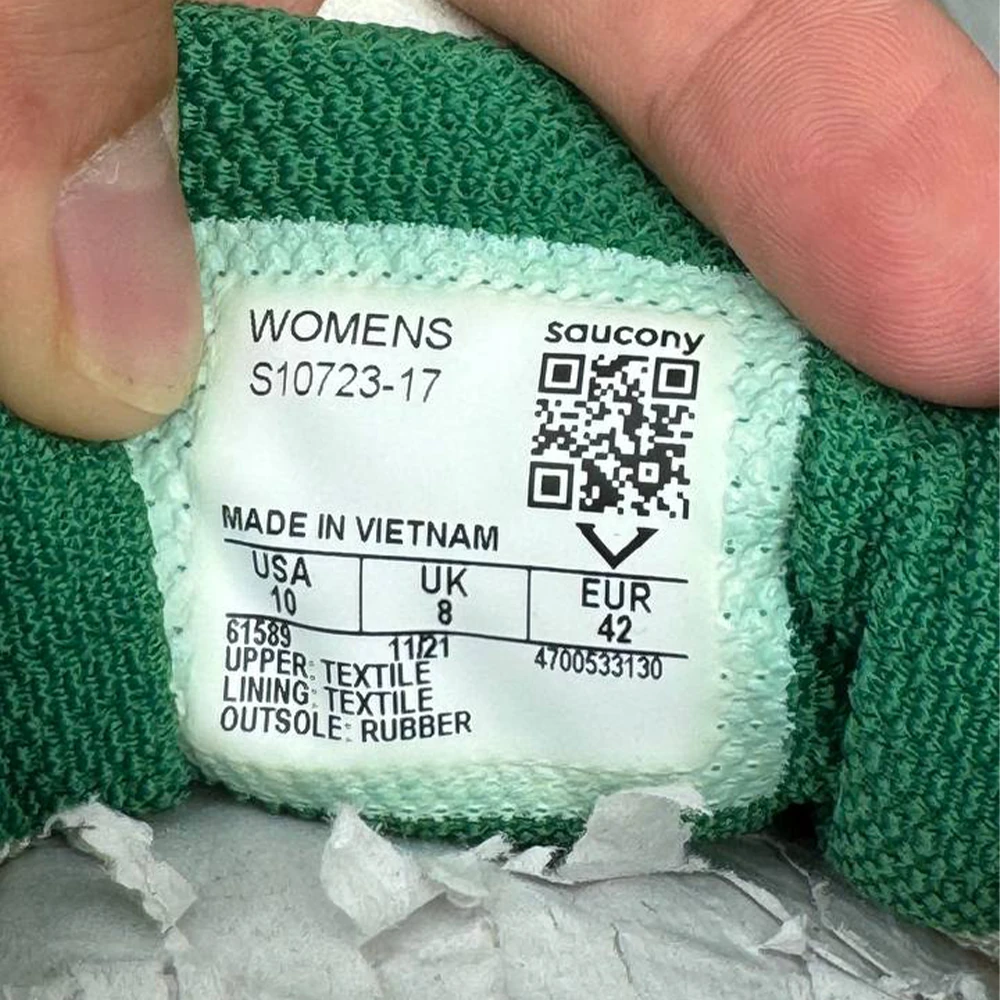 WOMENS
S10723-17
saucony
MADE IN VIETNAM
USA UK EUR
10 8 42
61589 11/21 4700533130
UPPER: TEXTILE
LINING: TEXTILE
OUTSOLE: RUBBER